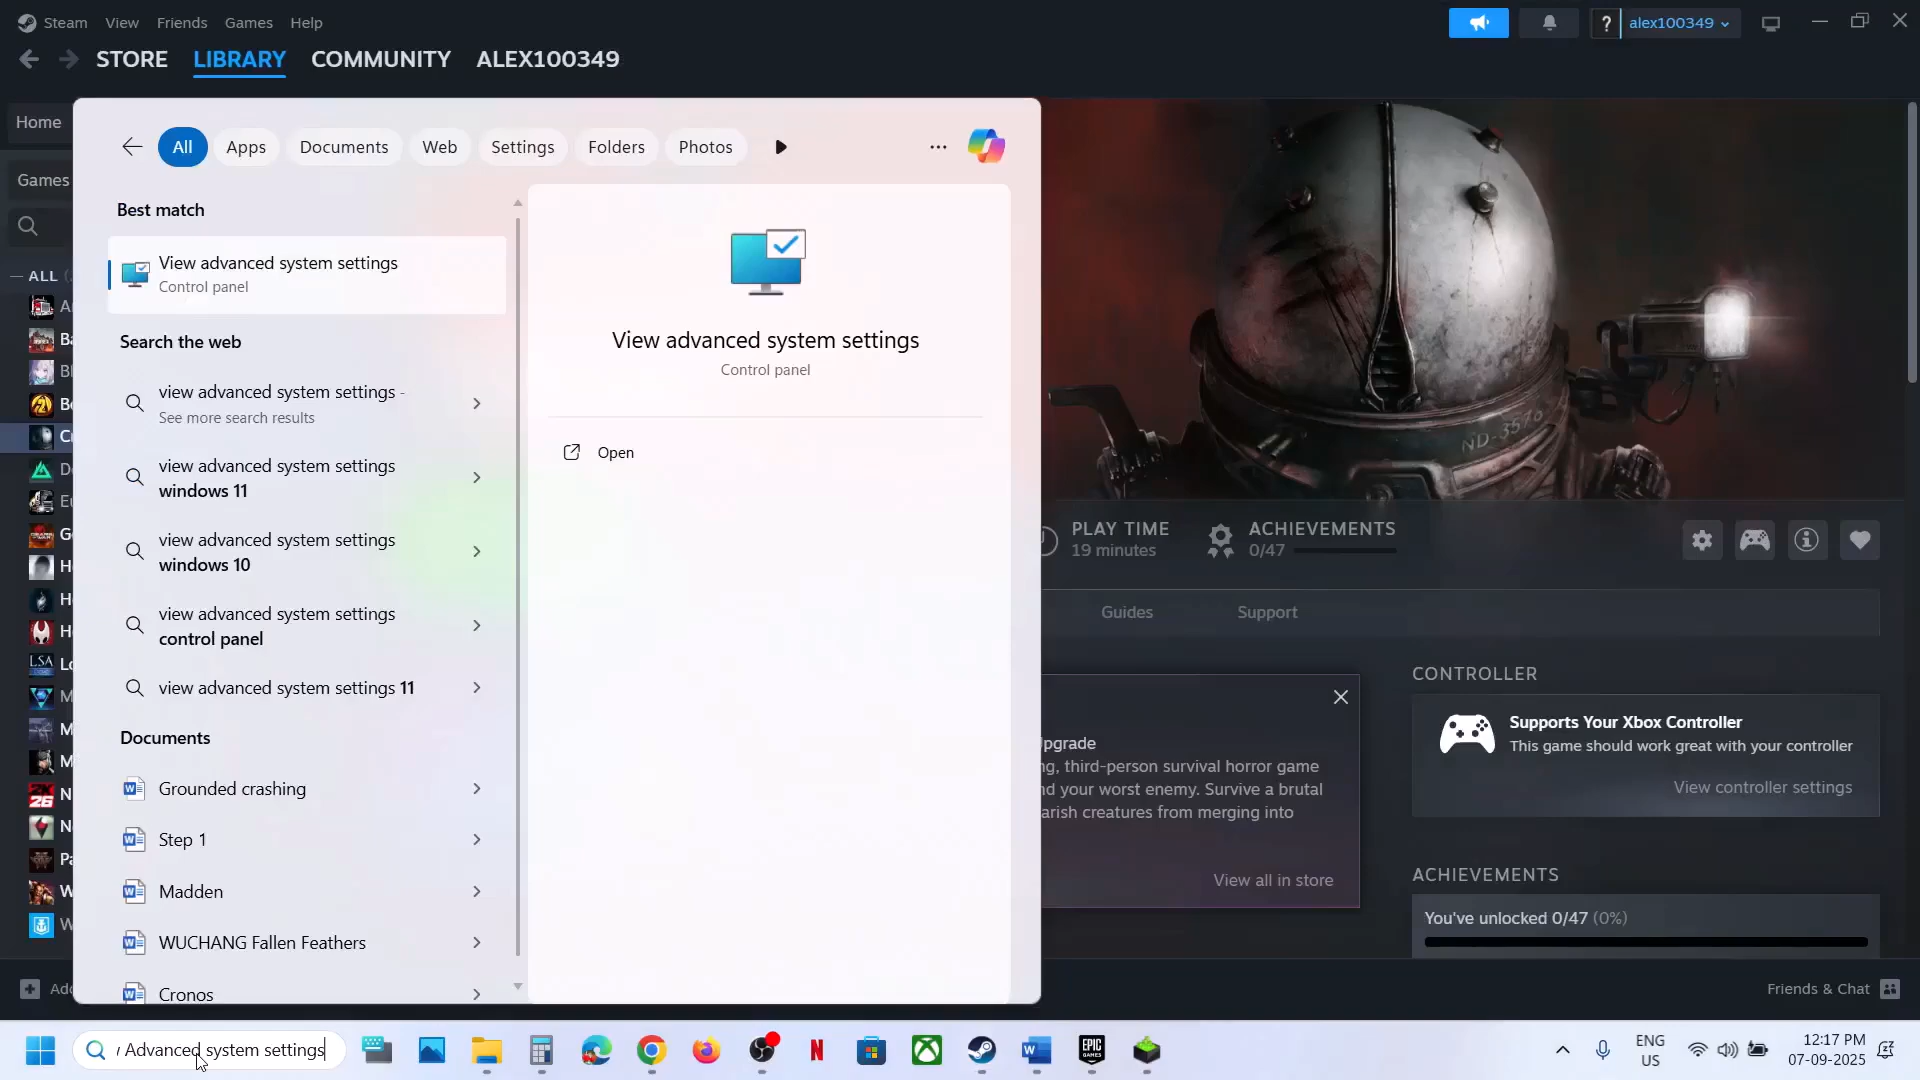 Steam View Friends Games Help
alex100349
STORE LIBRARY COMMUNITY ALEX100349
Home
Games
ALL
All Apps Documents Web Settings Folders Photos
Best match
View advanced system settings
Control panel
Search the web
view advanced system settings -
See more search results
view advanced system settings
windows 11
view advanced system settings
windows 10
view advanced system settings
control panel
view advanced system settings 11
Documents
Grounded crashing
Step 1
Madden
WUCHANG Fallen Feathers
Cronos
View advanced system settings
Control panel
Open
ND-3576
PLAY TIME
19 minutes
ACHIEVEMENTS
0/47
Guides Support
pgrade
ng, third-person survival horror game
nd your worst enemy. Survive a brutal
arish creatures from merging into
View all in store
CONTROLLER
Supports Your Xbox Controller
This game should work great with your controller
View controller settings
ACHIEVEMENTS
You've unlocked 0/47 (0%)
Friends & Chat
Advanced system settings
ENG
US
12:17 PM
07-09-2025